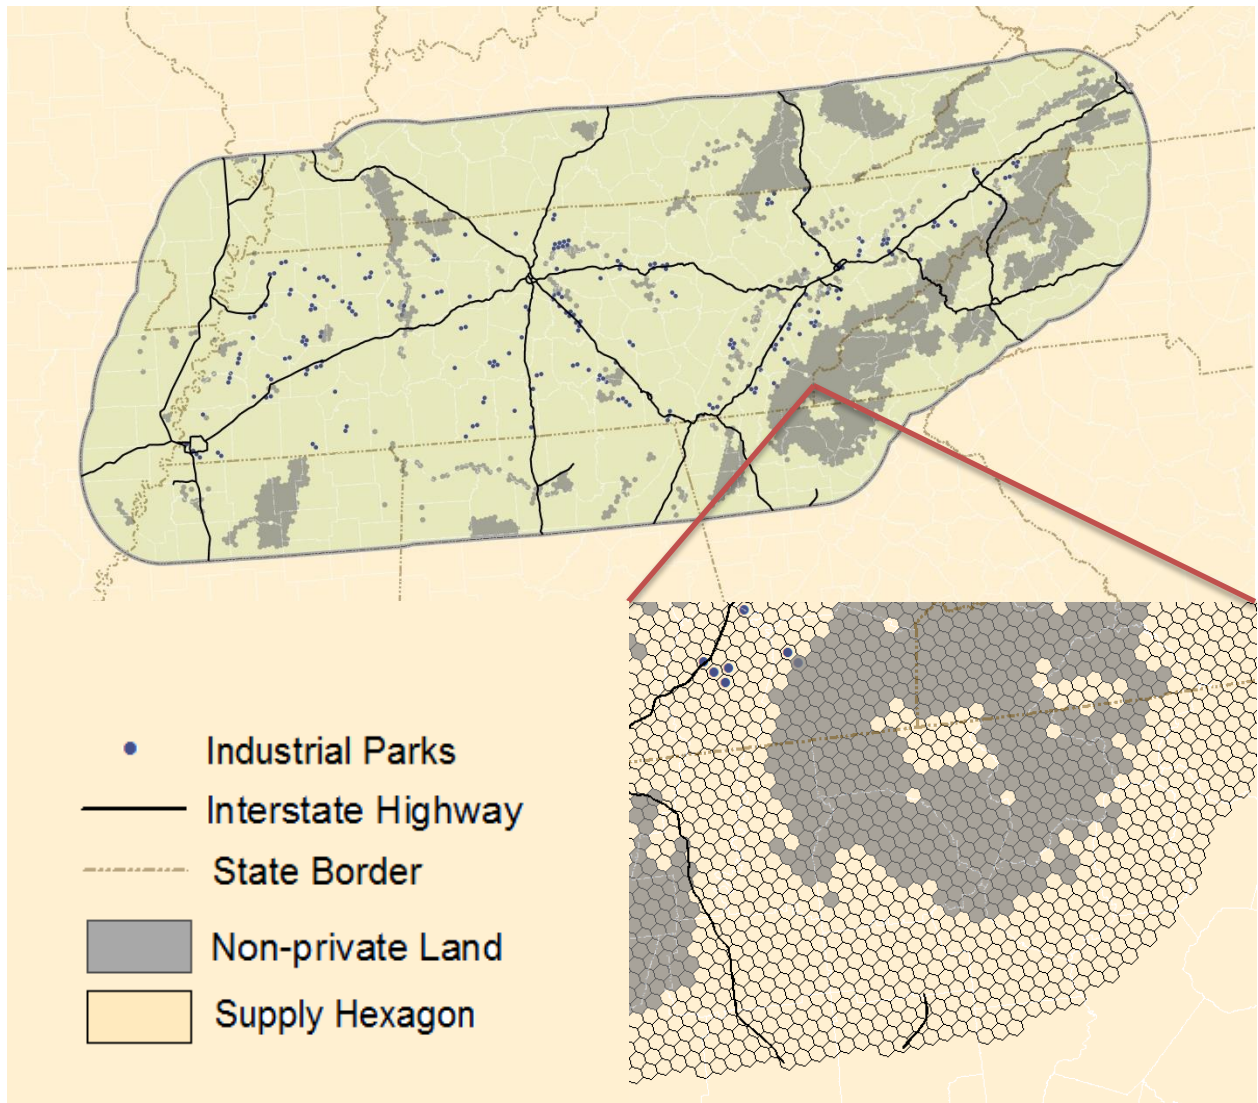 Industrial Parks
Interstate Highway
State Border
Non-private Land
Supply Hexagon